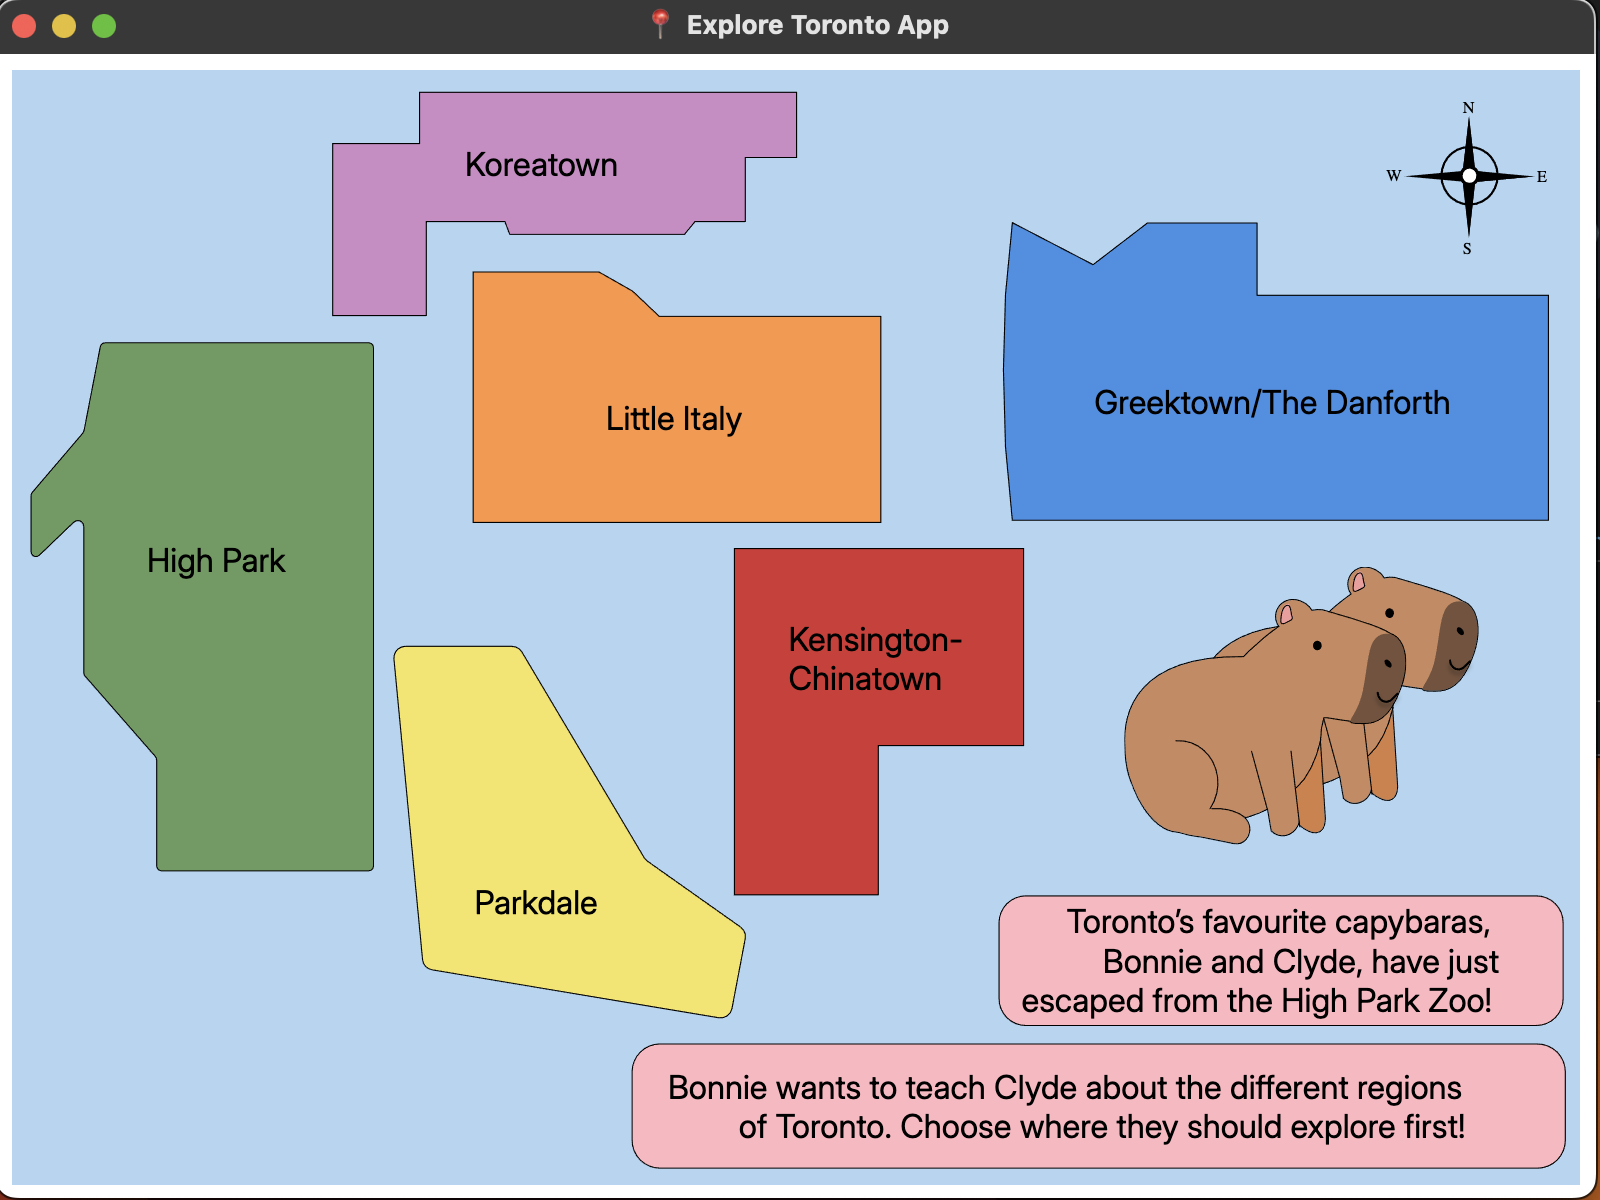 Explore Toronto App
N
W
E
S
Koreatown
Little Italy
Greektown/The Danforth
High Park
Kensington-
Chinatown
Parkdale
Toronto’s favourite capybaras,
Bonnie and Clyde, have just
escaped from the High Park Zoo!
Bonnie wants to teach Clyde about the different regions
of Toronto. Choose where they should explore first!